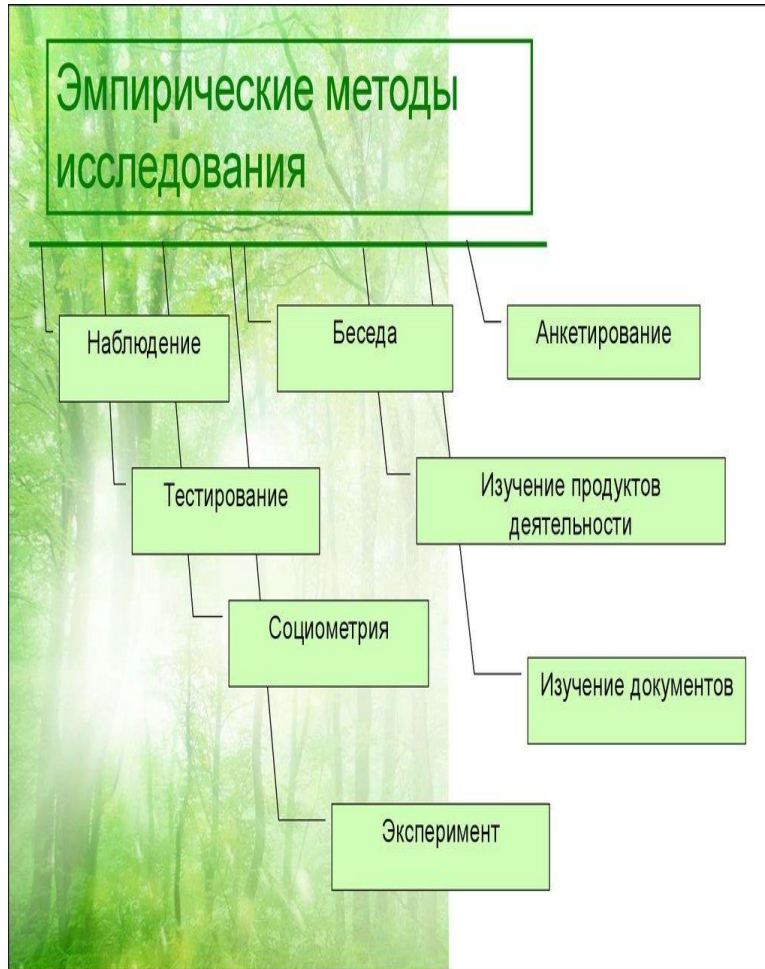 Эмпирические методы
исследования
Наблюдение
Беседа
Анкетирование
Тестирование
Изучение продуктов
деятельности
Социометрия
Изучение документов
Эксперимент